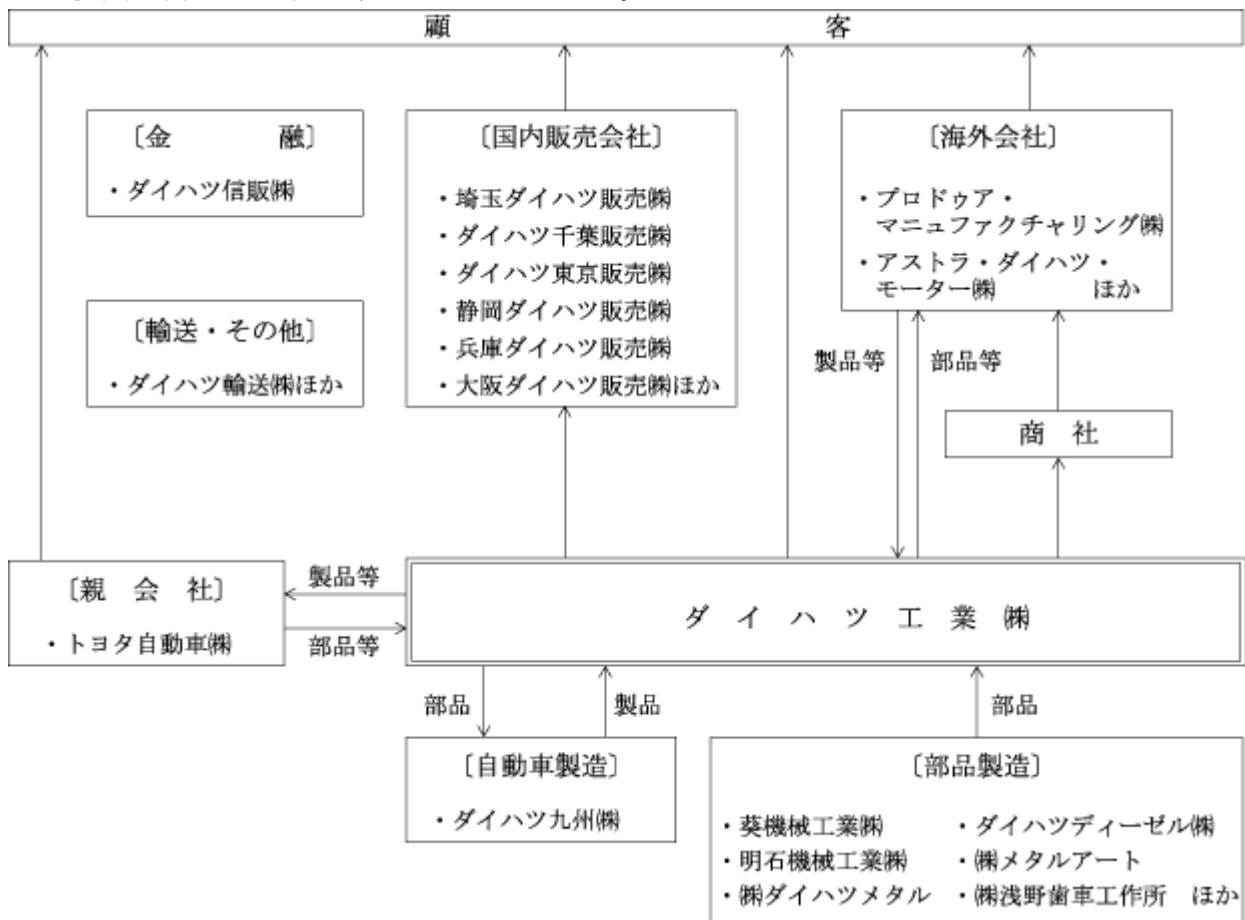 顧客
〔金融〕
・ダイハツ信販㈱
〔輸送・その他〕
・ダイハツ輸送㈱ほか
〔国内販売会社〕
・埼玉ダイハツ販売㈱
・ダイハツ千葉販売㈱
・ダイハツ東京販売㈱
・静岡ダイハツ販売㈱
・兵庫ダイハツ販売㈱
・大阪ダイハツ販売㈱ほか
〔海外会社〕
・プロドゥア・
マニュファクチャリング㈱
・アストラ・ダイハツ・
モーター㈱ ほか
製品等
部品等
商社
〔親会社〕
・トヨタ自動車㈱
製品等
部品等
ダイハツ工業㈱
部品
製品
部品
〔自動車製造〕
・ダイハツ九州㈱
〔部品製造〕
・葵機械工業㈱ ・ダイハツディーゼル㈱
・明石機械工業㈱ ・㈱メタルアート
・㈱ダイハツメタル ・㈱浅野歯車工作所 ほか